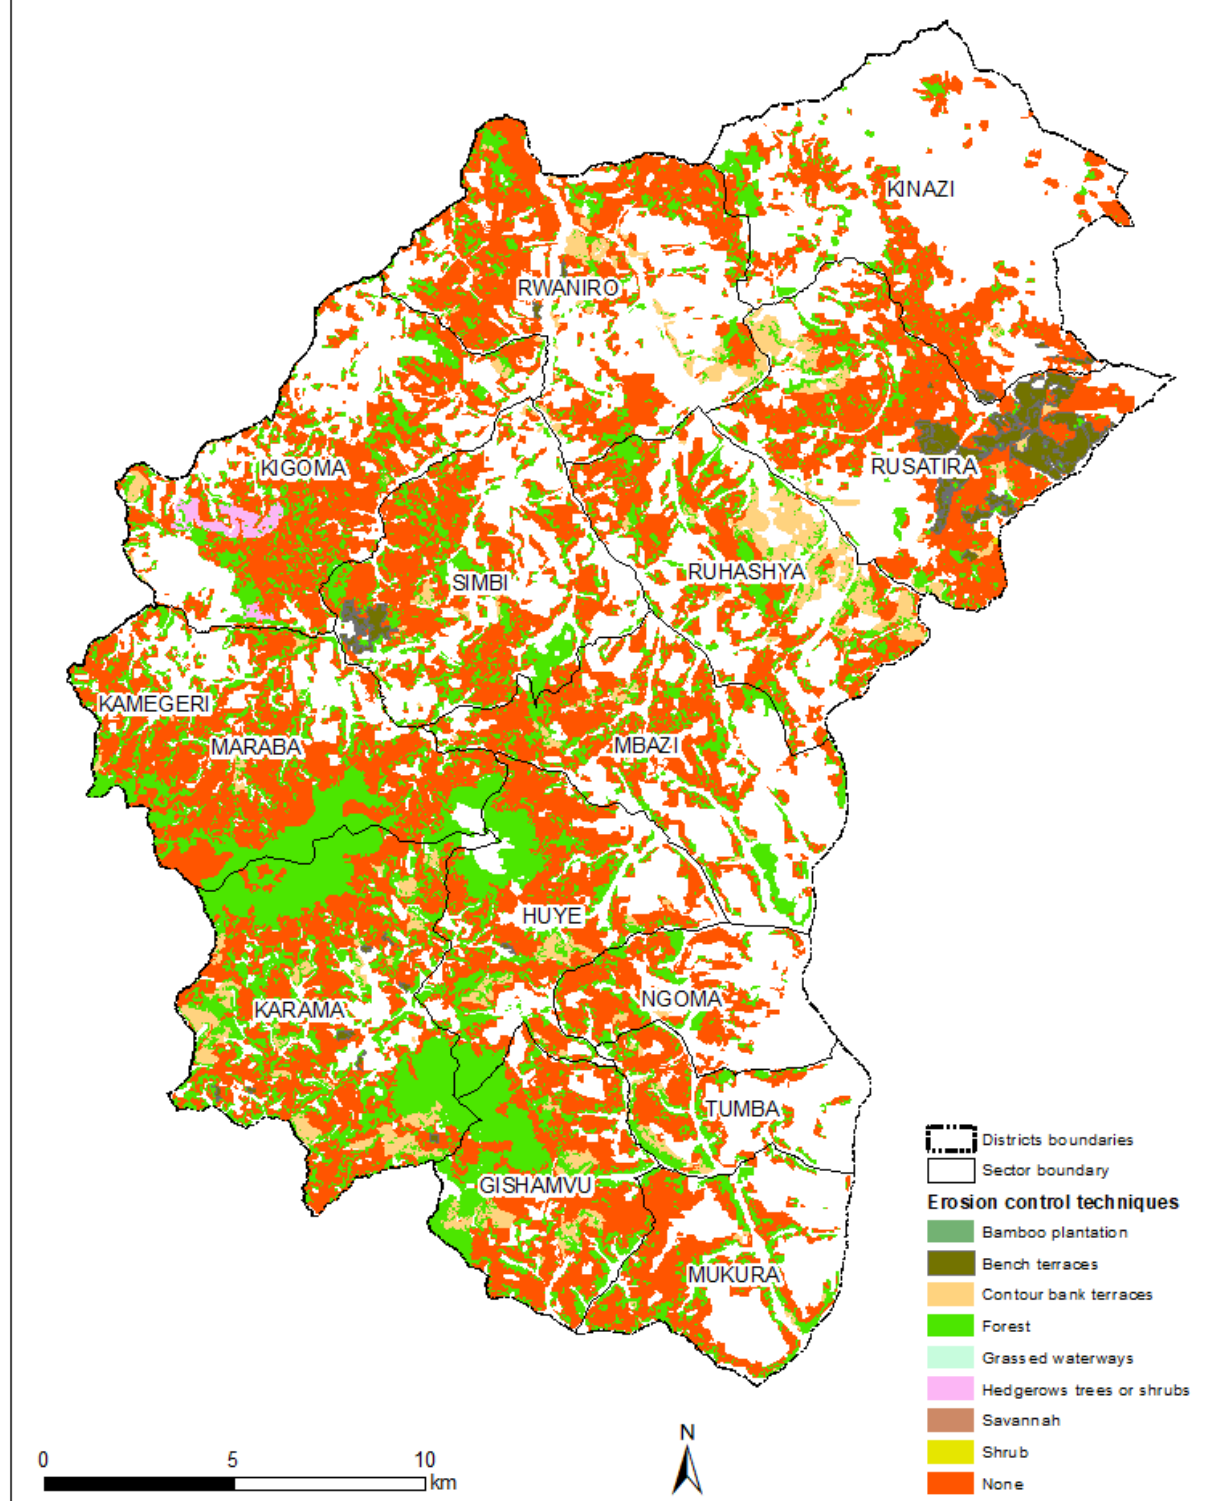 KINAZI
RWANIRO
KIGOMA
RUSATIRA
RUHASHYA
SIMBI
KAMEGERI
MARABA
MBAZI
HUYE
NGOMA
KARAMA
TUMBA
GISHAMVU
MUKURA
Districts boundaries
Sector boundary
Erosion control techniques
Bamboo plantation
Bench terraces
Contour bank terraces
Forest
Grassed waterways
Hedgerows trees or shrubs
Savannah
Shrub
None
N
0 5 10
km